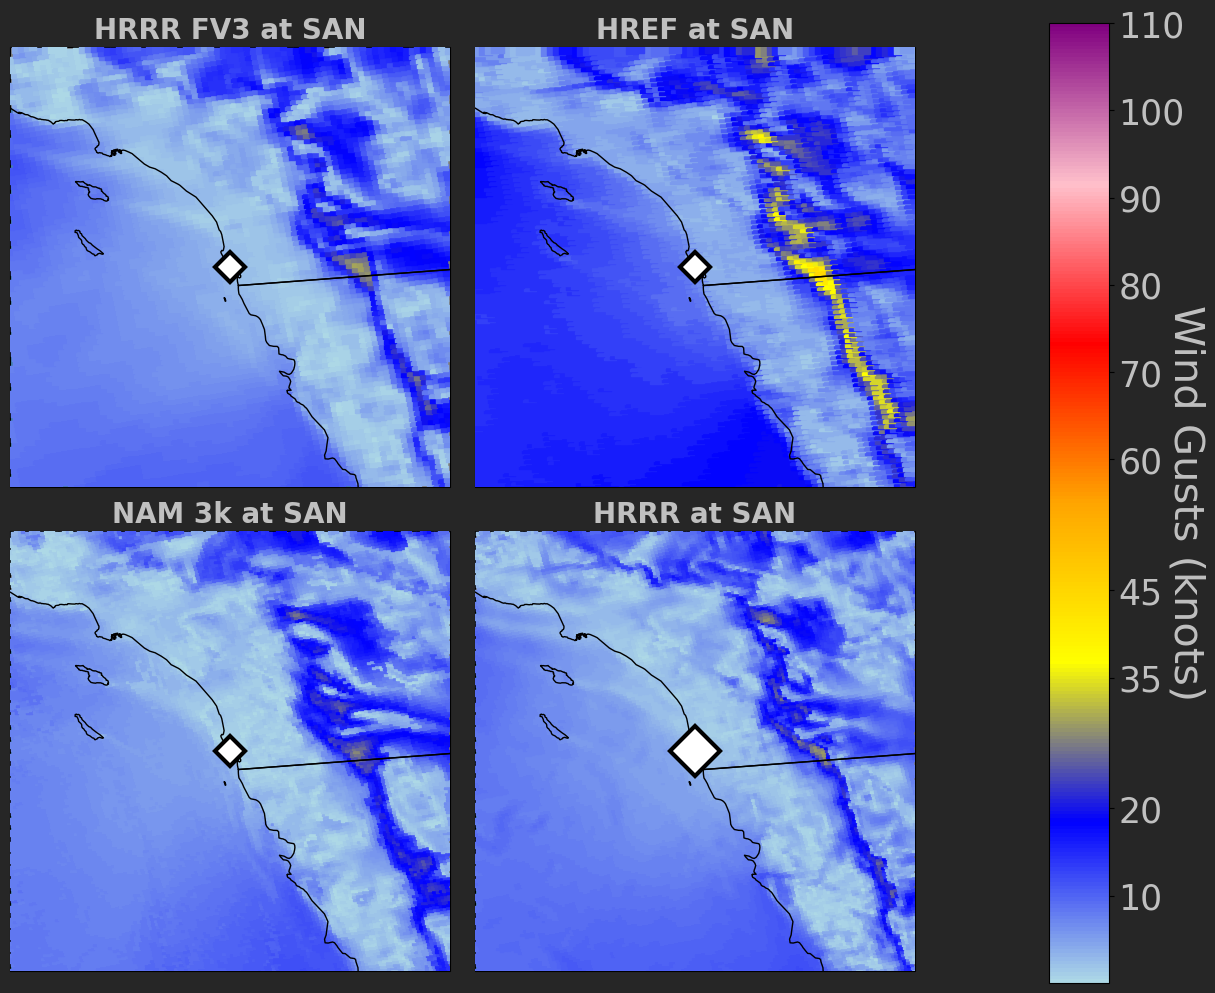 HRRR FV3 at SAN
HREF at SAN
NAM 3k at SAN
HRRR at SAN
110
100
90
80
70
60
45
35
20
10
Wind Gusts (knots)